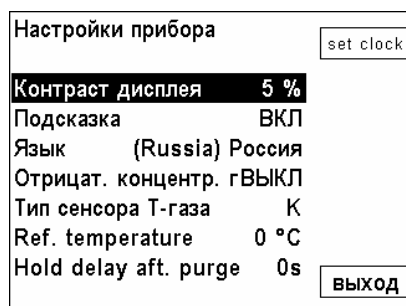 Настройки прибора
set clock
Контраст дисплея 5 %
Подсказка ВКЛ
Язык (Russia) Россия
Отрицат. концентр. гВЫКЛ
Тип сенсора Т-газа K
Ref. temperature 0 °C
Hold delay aft. purge 0s
выход